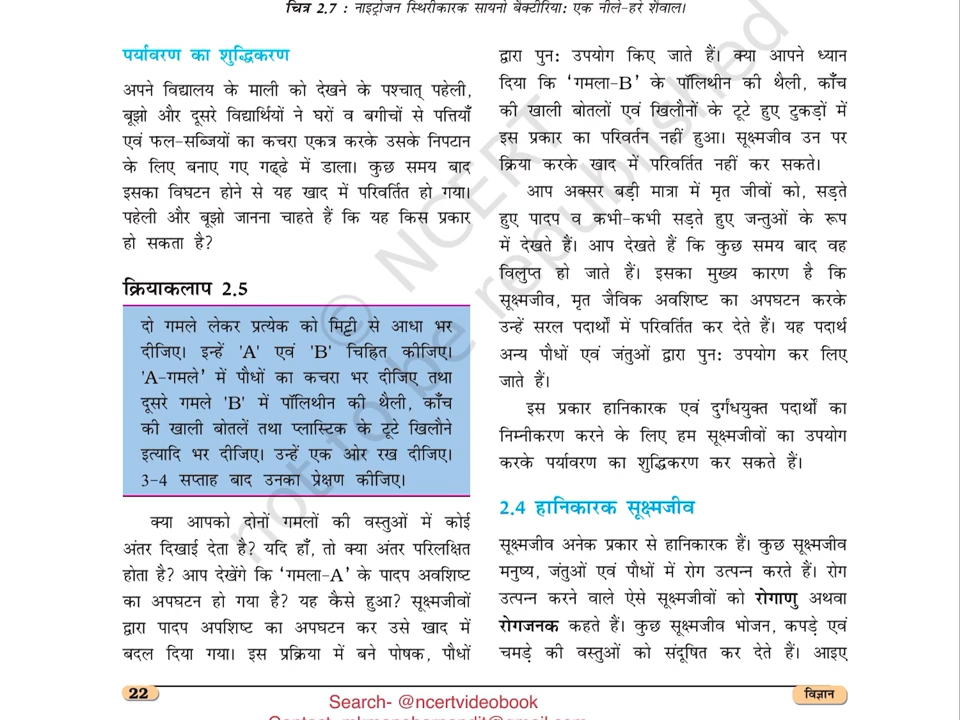 चित्र 2.7 : नाइट्रोजन स्थिरीकारक सायनो बैक्टीरिया: एक नीले-हरे शैवाल।
पर्यावरण का शुद्धिकरण
अपने विद्यालय के माली को देखने के पश्चात् पहेली,
बूझो और दूसरे विद्यार्थियों ने घरों व बगीचों से पत्तियाँ
एवं फल-सब्जियों का कचरा एकत्र करके उसके निपटान
के लिए बनाए गए गढ्ढे में डाला। कुछ समय बाद
इसका विघटन होने से यह खाद में परिवर्तित हो गया।
पहेली और बूझो जानना चाहते हैं कि यह किस प्रकार
हो सकता है?
क्रियाकलाप 2.5
दो गमले लेकर प्रत्येक को मिट्टी से आधा भर
दीजिए। इन्हें 'A' एवं 'B' चिह्नित कीजिए।
'A-गमले’ में पौधों का कचरा भर दीजिए तथा
दूसरे गमले 'B' में पॉलिथीन की थैली, काँच
की खाली बोतलें तथा प्लास्टिक के टूटे खिलौने
इत्यादि भर दीजिए। उन्हें एक ओर रख दीजिए।
3-4 सप्ताह बाद उनका प्रेक्षण कीजिए।
क्या आपको दोनों गमलों की वस्तुओं में कोई
अंतर दिखाई देता है? यदि हाँ, तो क्या अंतर परिलक्षित
होता है? आप देखेंगे कि ‘गमला-A’ के पादप अवशिष्ट
का अपघटन हो गया है? यह कैसे हुआ? सूक्ष्मजीवों
द्वारा पादप अपशिष्ट का अपघटन कर उसे खाद में
बदल दिया गया। इस प्रक्रिया में बने पोषक, पौधों
द्वारा पुन: उपयोग किए जाते हैं। क्या आपने ध्यान
दिया कि ‘गमला-B’ के पॉलिथीन की थैली, काँच
की खाली बोतलों एवं खिलौनों के टूटे हुए टुकड़ों में
इस प्रकार का परिवर्तन नहीं हुआ। सूक्ष्मजीव उन पर
क्रिया करके खाद में परिवर्तित नहीं कर सकते।
आप अक्सर बड़ी मात्रा में मृत जीवों को, सड़ते
हुए पादप व कभी-कभी सड़ते हुए जन्तुओं के रूप
में देखते हैं। आप देखते हैं कि कुछ समय बाद वह
विलुप्त हो जाते हैं। इसका मुख्य कारण है कि
सूक्ष्मजीव, मृत जैविक अवशिष्ट का अपघटन करके
उन्हें सरल पदार्थों में परिवर्तित कर देते हैं। यह पदार्थ
अन्य पौधों एवं जंतुओं द्वारा पुन: उपयोग कर लिए
जाते हैं।
इस प्रकार हानिकारक एवं दुर्गंधयुक्त पदार्थों का
निम्नीकरण करने के लिए हम सूक्ष्मजीवों का उपयोग
करके पर्यावरण का शुद्धिकरण कर सकते हैं।
2.4 हानिकारक सूक्ष्मजीव
सूक्ष्मजीव अनेक प्रकार से हानिकारक हैं। कुछ सूक्ष्मजीव
मनुष्य, जंतुओं एवं पौधों में रोग उत्पन्न करते हैं। रोग
उत्पन्न करने वाले ऐसे सूक्ष्मजीवों को रोगाणु अथवा
रोगजनक कहते हैं। कुछ सूक्ष्मजीव भोजन, कपड़े एवं
चमड़े की वस्तुओं को संदूषित कर देते हैं। आइए
© NCERT
not to be republished
22
विज्ञान
Search- @ncertvideobook